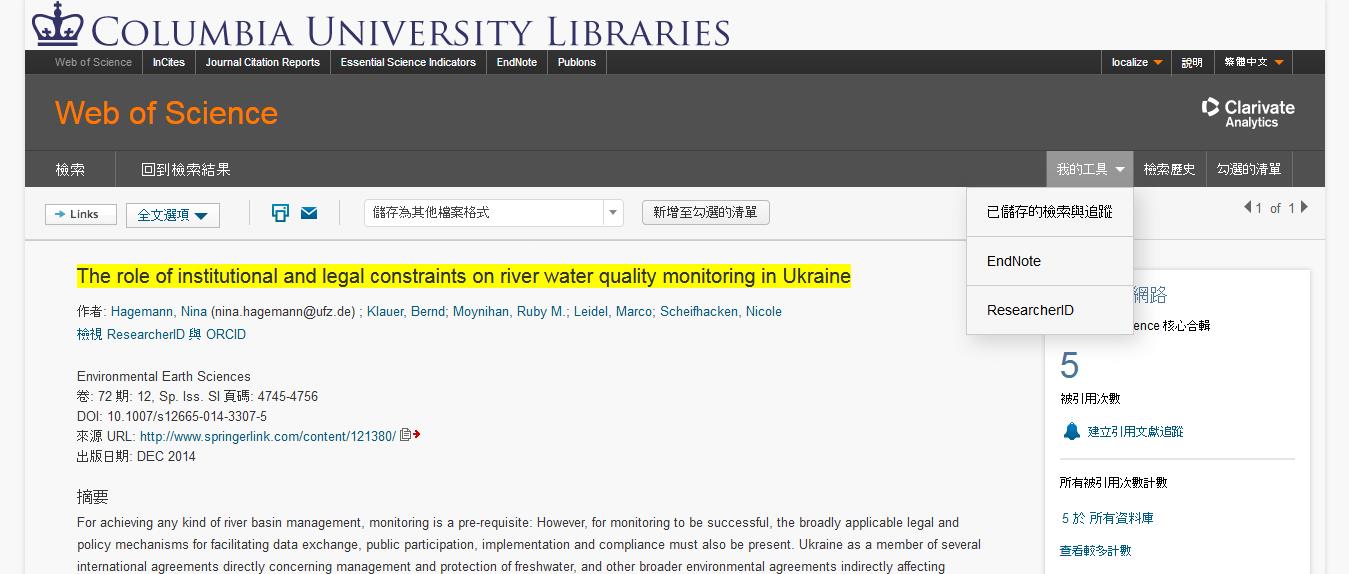 COLUMBIA UNIVERSITY LIBRARIES
Web of Science InCites Journal Citation Reports Essential Science Indicators EndNote Publons localize 說明 繁體中文
Web of Science
Clarivate
Analytics
檢索 回到檢索結果 我的工具 檢索歷史 勾選的清單
Links 全文選項 儲存為其他檔案格式 新增至勾選的清單 1 of 1
已儲存的檢索與追蹤
EndNote
ResearcherID
The role of institutional and legal constraints on river water quality monitoring in Ukraine
作者: Hagemann, Nina (nina.hagemann@ufz.de) ; Klauer, Bernd; Moynihan, Ruby M.; Leidel, Marco; Scheifhacken, Nicole
檢視 ResearcherID 與 ORCID
Environmental Earth Sciences
卷: 72 期: 12, Sp. Iss. SI 頁碼: 4745-4756
DOI: 10.1007/s12665-014-3307-5
來源 URL: http://www.springerlink.com/content/121380/
出版日期: DEC 2014
摘要
For achieving any kind of river basin management, monitoring is a pre-requisite: However, for monitoring to be successful, the broadly applicable legal and
policy mechanisms for facilitating data exchange, public participation, implementation and compliance must also be present. Ukraine as a member of several
international agreements directly concerning management and protection of freshwater, and other broader environmental agreements indirectly affecting
網路
ence 核心合輯
5
被引用次數
建立引用文獻追蹤
所有被引用次數計數
5 於 所有資料庫
查看較多計數